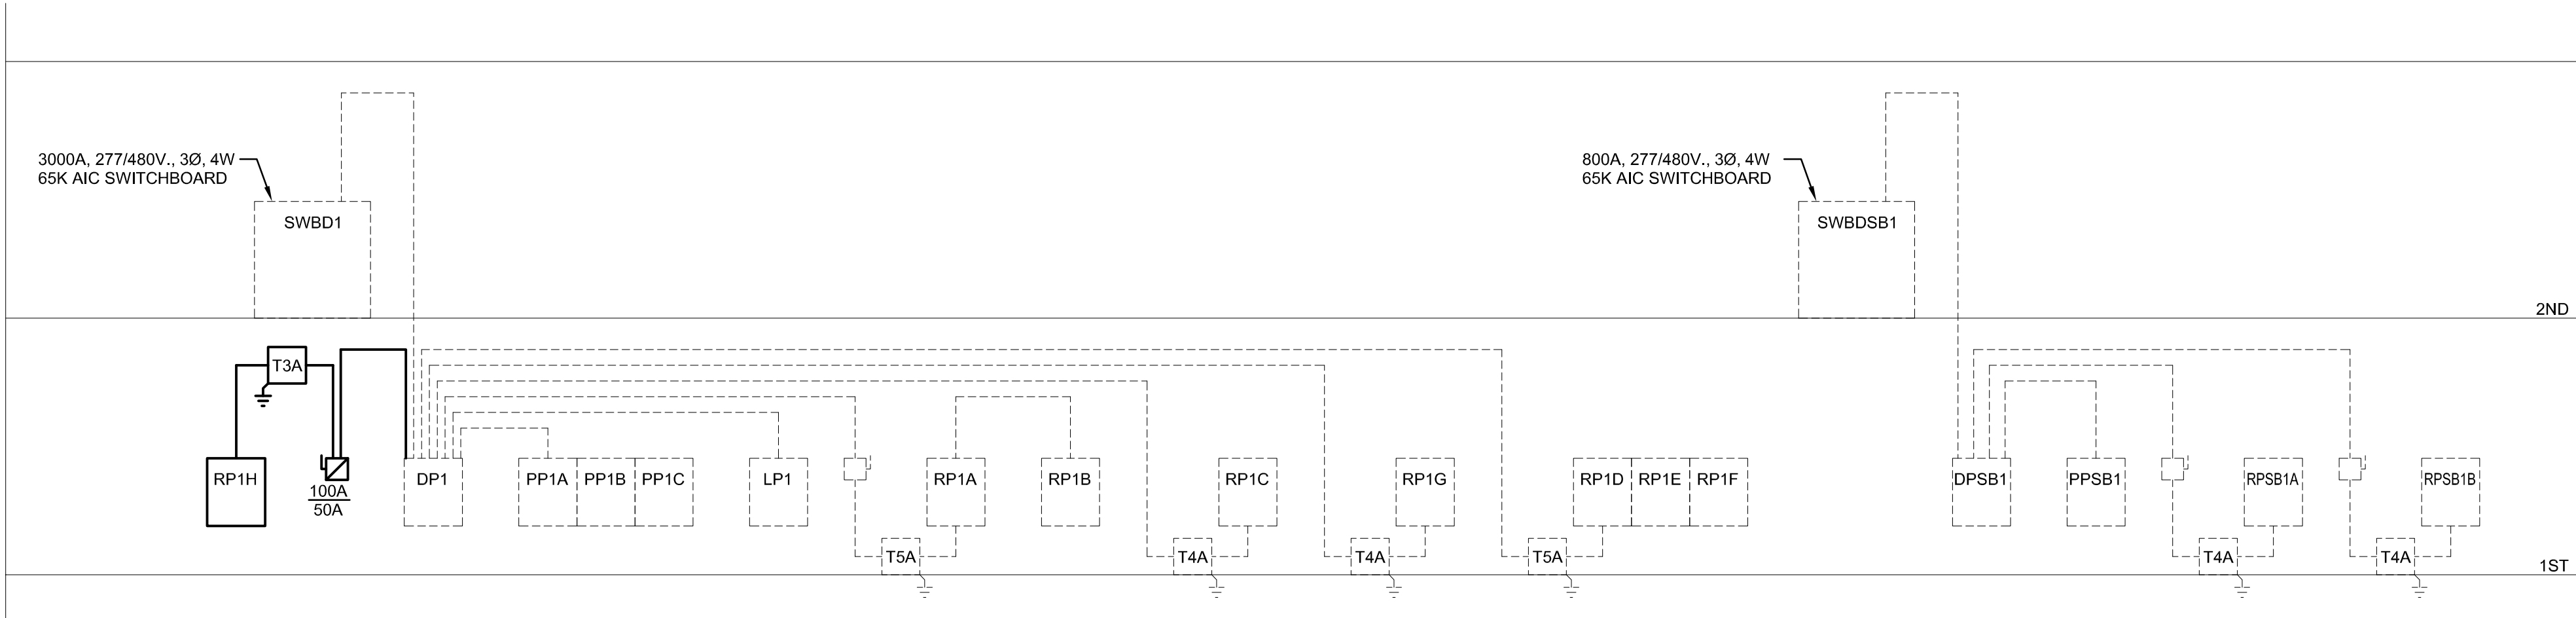 3000A, 277/480V., 3Ø, 4W
65K AIC SWITCHBOARD
SWBD1
800A, 277/480V., 3Ø, 4W
65K AIC SWITCHBOARD
SWBDSB1
2ND
T3A
RP1H
100A
50A
DP1
PP1A
PP1B
PP1C
LP1
RP1A
RP1B
RP1C
RP1G
RP1D
RP1E
RP1F
DPSB1
PPSB1
RPSB1A
RPSB1B
T5A
T4A
T4A
T5A
T4A
T4A
1ST